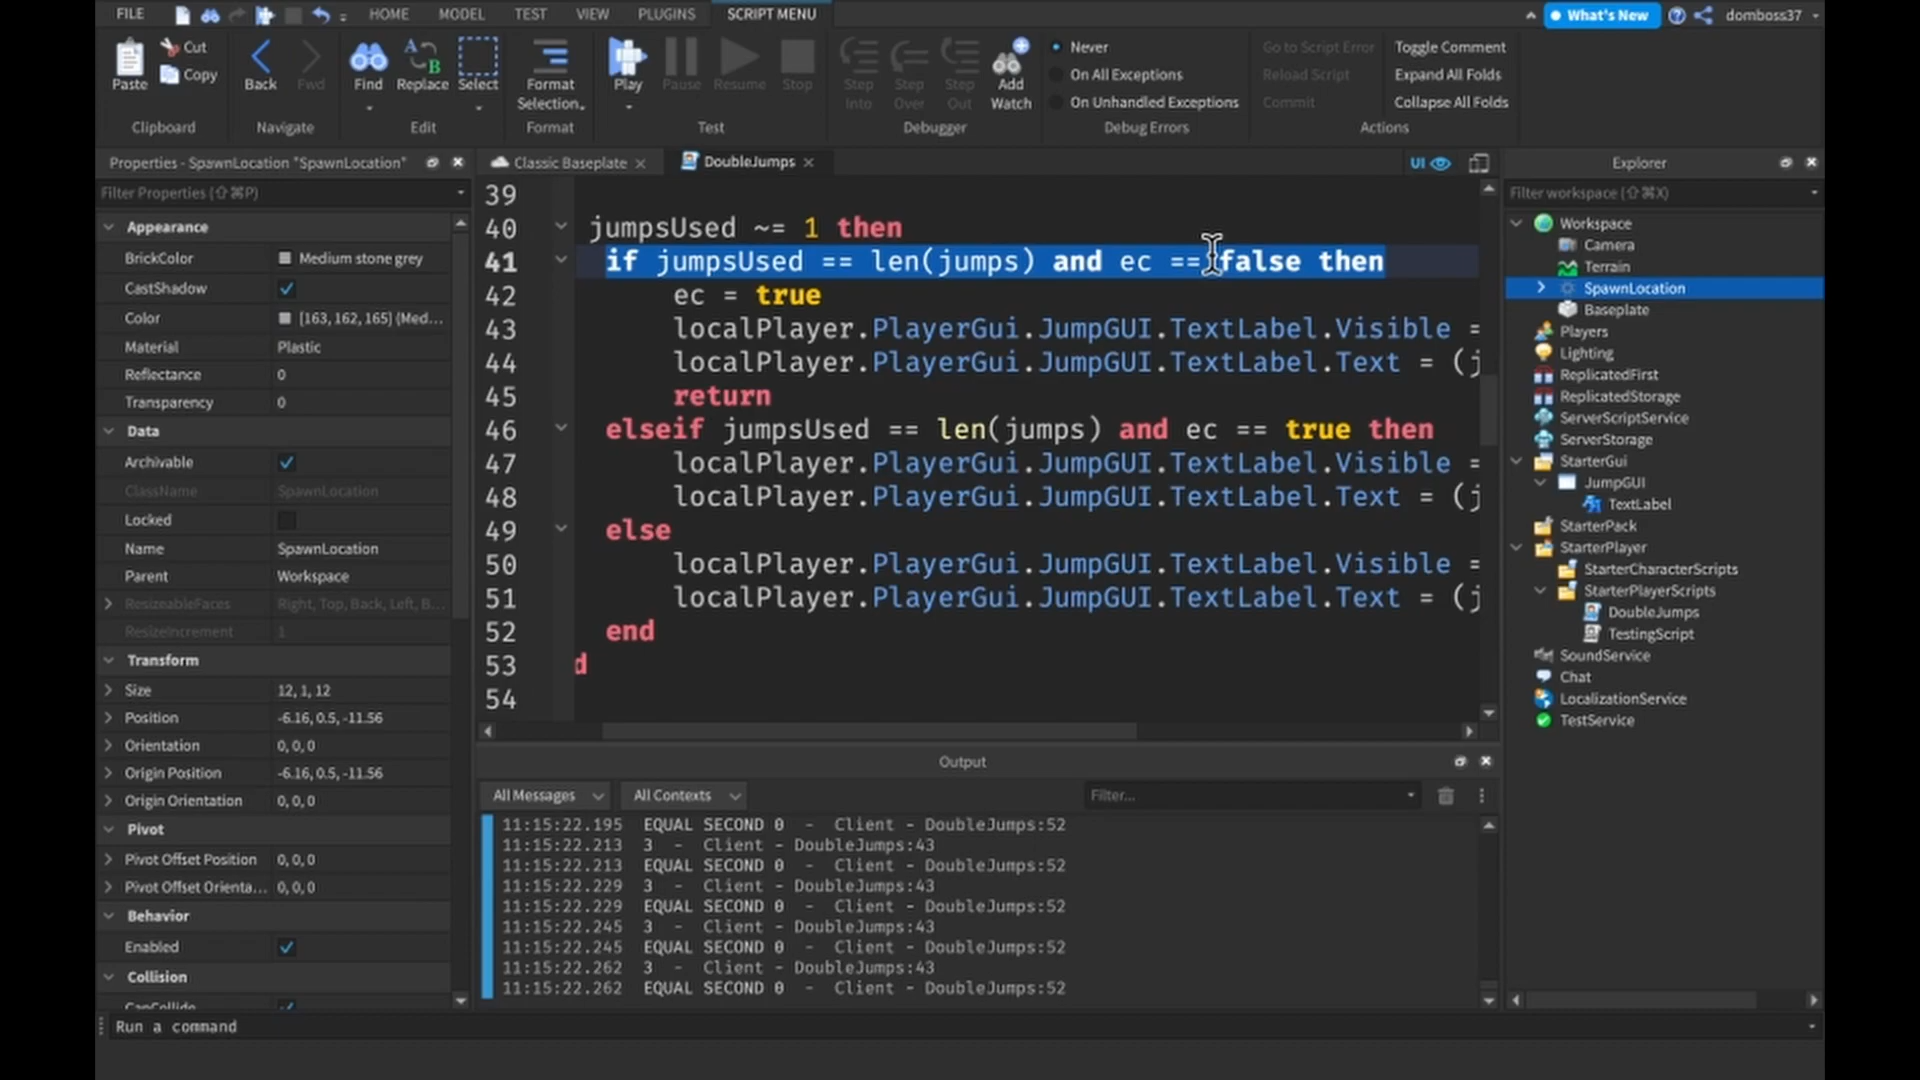 FILE
HOME
MODEL
TEST
VIEW
PLUGINS
SCRIPT MENU
What's New
domboss37
Paste
Cut
Copy
Clipboard
Back
Fwd
Navigate
Find
Replace
Select
Edit
Format
Selection
Format
Play
Pause
Resume
Stop
Test
Step
Into
Step
Over
Step
Out
Add
Watch
Debugger
Never
On All Exceptions
On Unhandled Exceptions
Debug Errors
Go to Script Error
Reload Script
Commit
Toggle Comment
Expand All Folds
Collapse All Folds
Actions
Properties - SpawnLocation "SpawnLocation"
Filter Properties (⇧⌘P)
Appearance
BrickColor Medium stone grey
CastShadow
Color [163, 162, 165] (Med...
Material Plastic
Reflectance 0
Transparency 0
Data
Archivable
ClassName SpawnLocation
Locked
Name SpawnLocation
Parent Workspace
ResizeableFaces Right, Top, Back, Left, B...
ResizeIncrement 1
Transform
Size 12, 1, 12
Position -6.16, 0.5, -11.56
Orientation 0, 0, 0
Origin Position -6.16, 0.5, -11.56
Origin Orientation 0, 0, 0
Pivot
Pivot Offset Position 0, 0, 0
Pivot Offset Orienta... 0, 0, 0
Behavior
Enabled
Collision
CanCollide
Classic Baseplate
DoubleJumps
UI
39
40 jumpsUsed ~= 1 then
41 if jumpsUsed == len(jumps) and ec == false then
42 ec = true
43 localPlayer.PlayerGui.JumpGUI.TextLabel.Visible =
44 localPlayer.PlayerGui.JumpGUI.TextLabel.Text = (j
45 return
46 elseif jumpsUsed == len(jumps) and ec == true then
47 localPlayer.PlayerGui.JumpGUI.TextLabel.Visible =
48 localPlayer.PlayerGui.JumpGUI.TextLabel.Text = (j
49 else
50 localPlayer.PlayerGui.JumpGUI.TextLabel.Visible =
51 localPlayer.PlayerGui.JumpGUI.TextLabel.Text = (j
52 end
53 d
54
Output
All Messages
All Contexts
Filter...
11:15:22.195 EQUAL SECOND 0 - Client - DoubleJumps:52
11:15:22.213 3 - Client - DoubleJumps:43
11:15:22.213 EQUAL SECOND 0 - Client - DoubleJumps:52
11:15:22.229 3 - Client - DoubleJumps:43
11:15:22.229 EQUAL SECOND 0 - Client - DoubleJumps:52
11:15:22.245 3 - Client - DoubleJumps:43
11:15:22.245 EQUAL SECOND 0 - Client - DoubleJumps:52
11:15:22.262 3 - Client - DoubleJumps:43
11:15:22.262 EQUAL SECOND 0 - Client - DoubleJumps:52
Explorer
Filter workspace (⇧⌘X)
Workspace
Camera
Terrain
SpawnLocation
Baseplate
Players
Lighting
ReplicatedFirst
ReplicatedStorage
ServerScriptService
ServerStorage
StarterGui
JumpGUI
TextLabel
StarterPack
StarterPlayer
StarterCharacterScripts
StarterPlayerScripts
DoubleJumps
TestingScript
SoundService
Chat
LocalizationService
TestService
Run a command